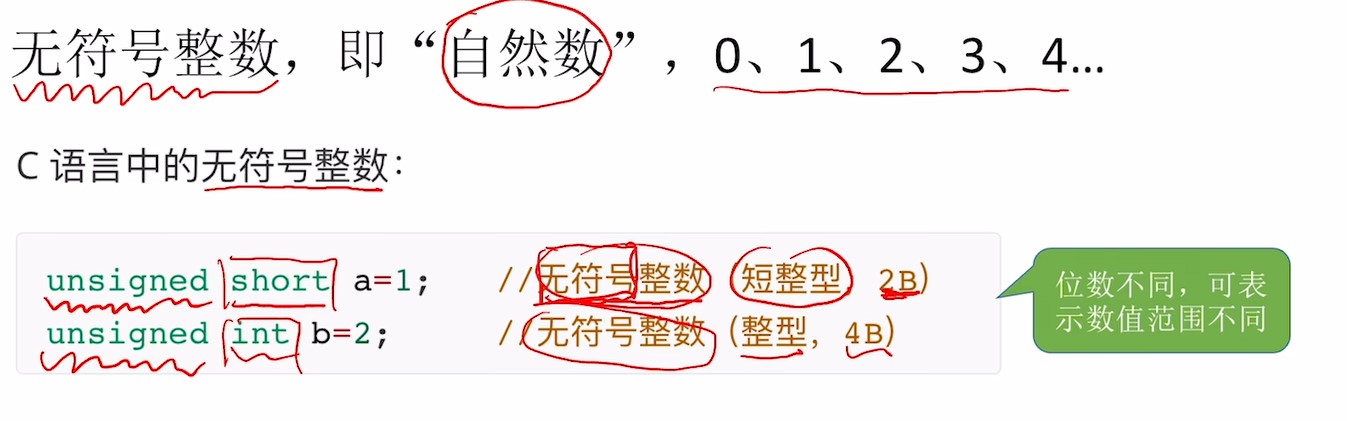 无符号整数，即“自然数”，0、1、2、3、4…
C 语言中的无符号整数：
unsigned short a=1; //无符号整数（短整型，2B）
unsigned int b=2; //无符号整数（整型，4B）
位数不同，可表
示数值范围不同